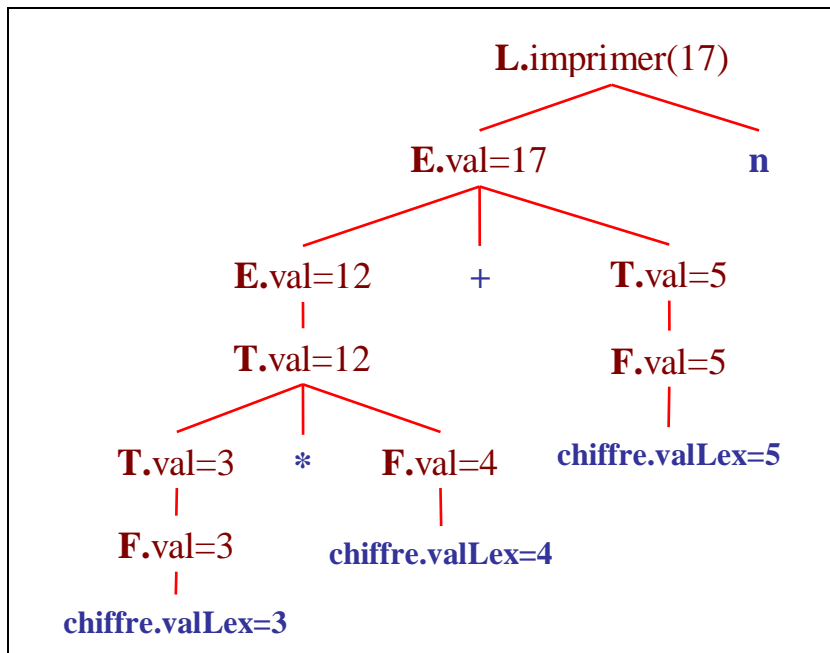 L.imprimer(17)
E.val=17 n
E.val=12 + T.val=5
T.val=12 F.val=5
T.val=3 * F.val=4 chiffre.valLex=5
F.val=3 chiffre.valLex=4
chiffre.valLex=3